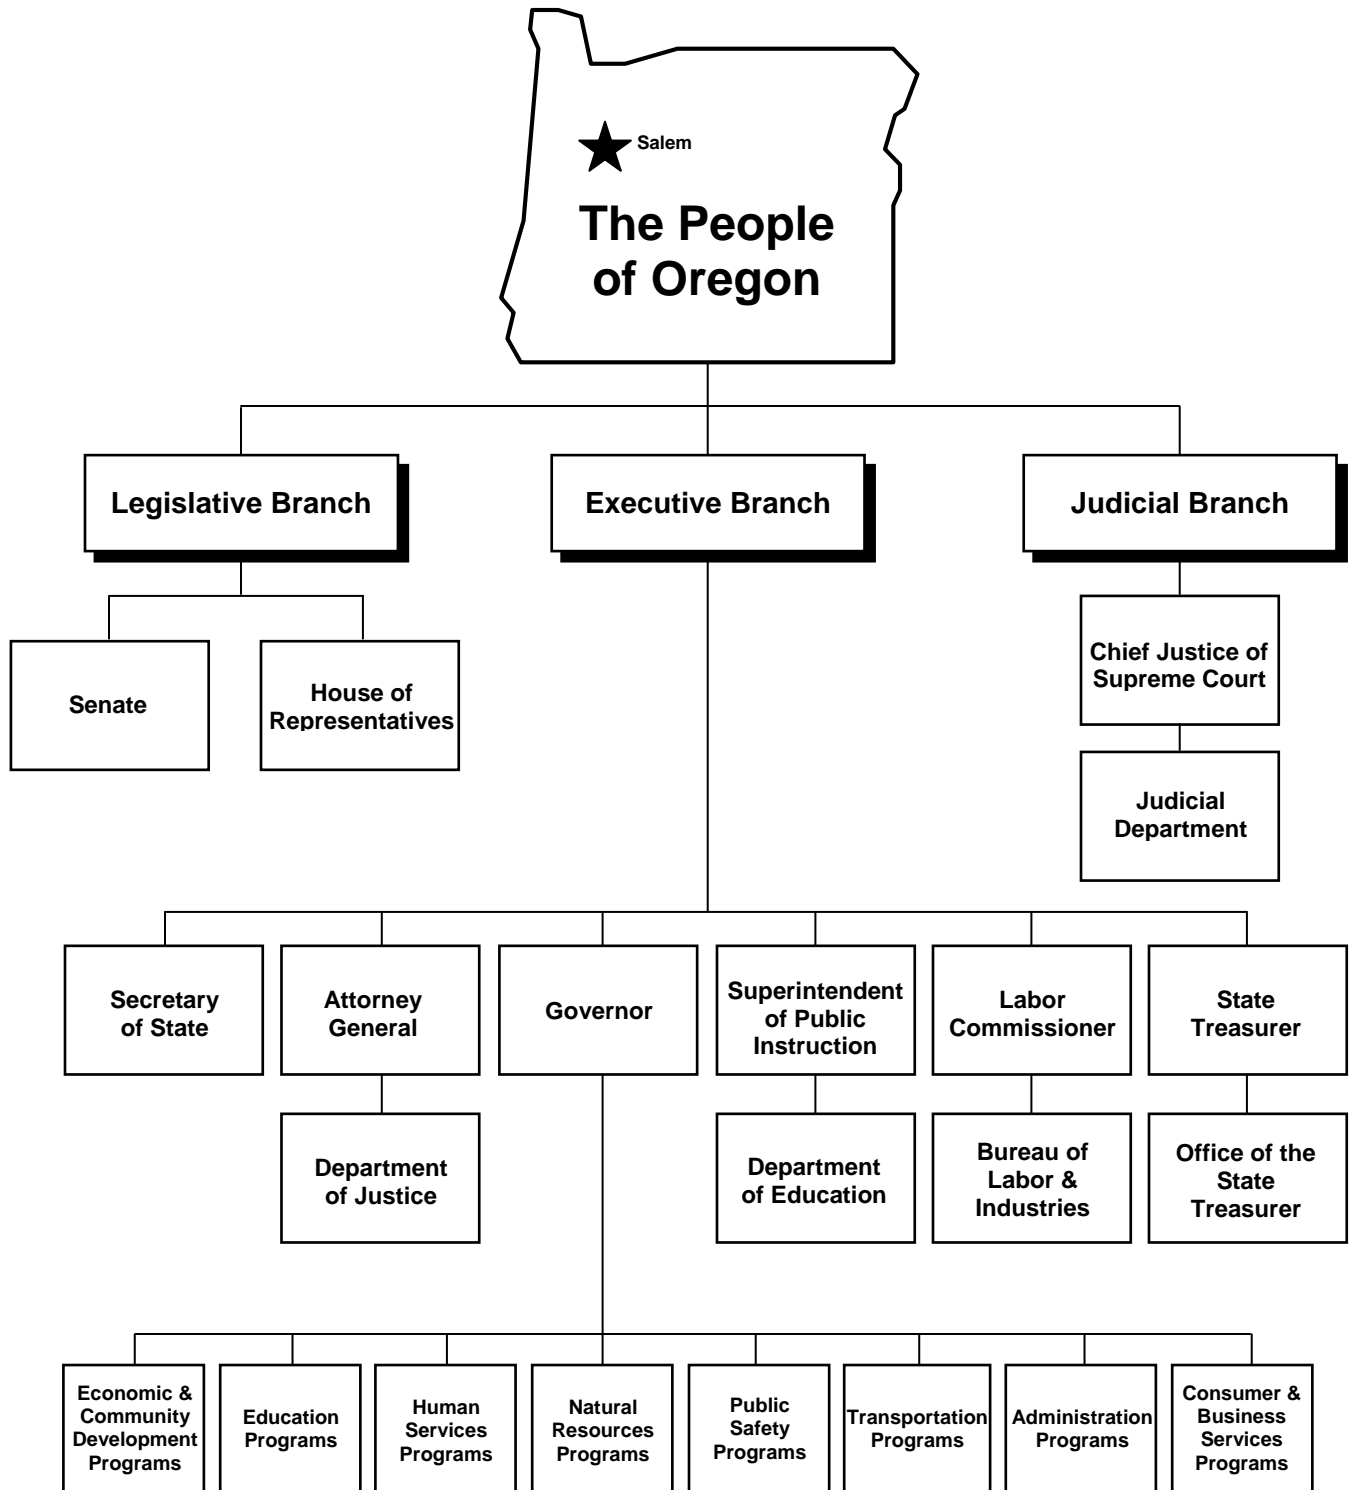 Salem
The People
of Oregon
Legislative Branch
Executive Branch
Judicial Branch
Senate
House of
Representatives
Chief Justice of
Supreme Court
Judicial
Department
Secretary
of State
Attorney
General
Governor
Superintendent
of Public
Instruction
Labor
Commissioner
State
Treasurer
Department
of Justice
Department
of Education
Bureau of
Labor &
Industries
Office of the
State
Treasurer
Economic &
Community
Development
Programs
Education
Programs
Human
Services
Programs
Natural
Resources
Programs
Public
Safety
Programs
Transportation
Programs
Administration
Programs
Consumer &
Business
Services
Programs